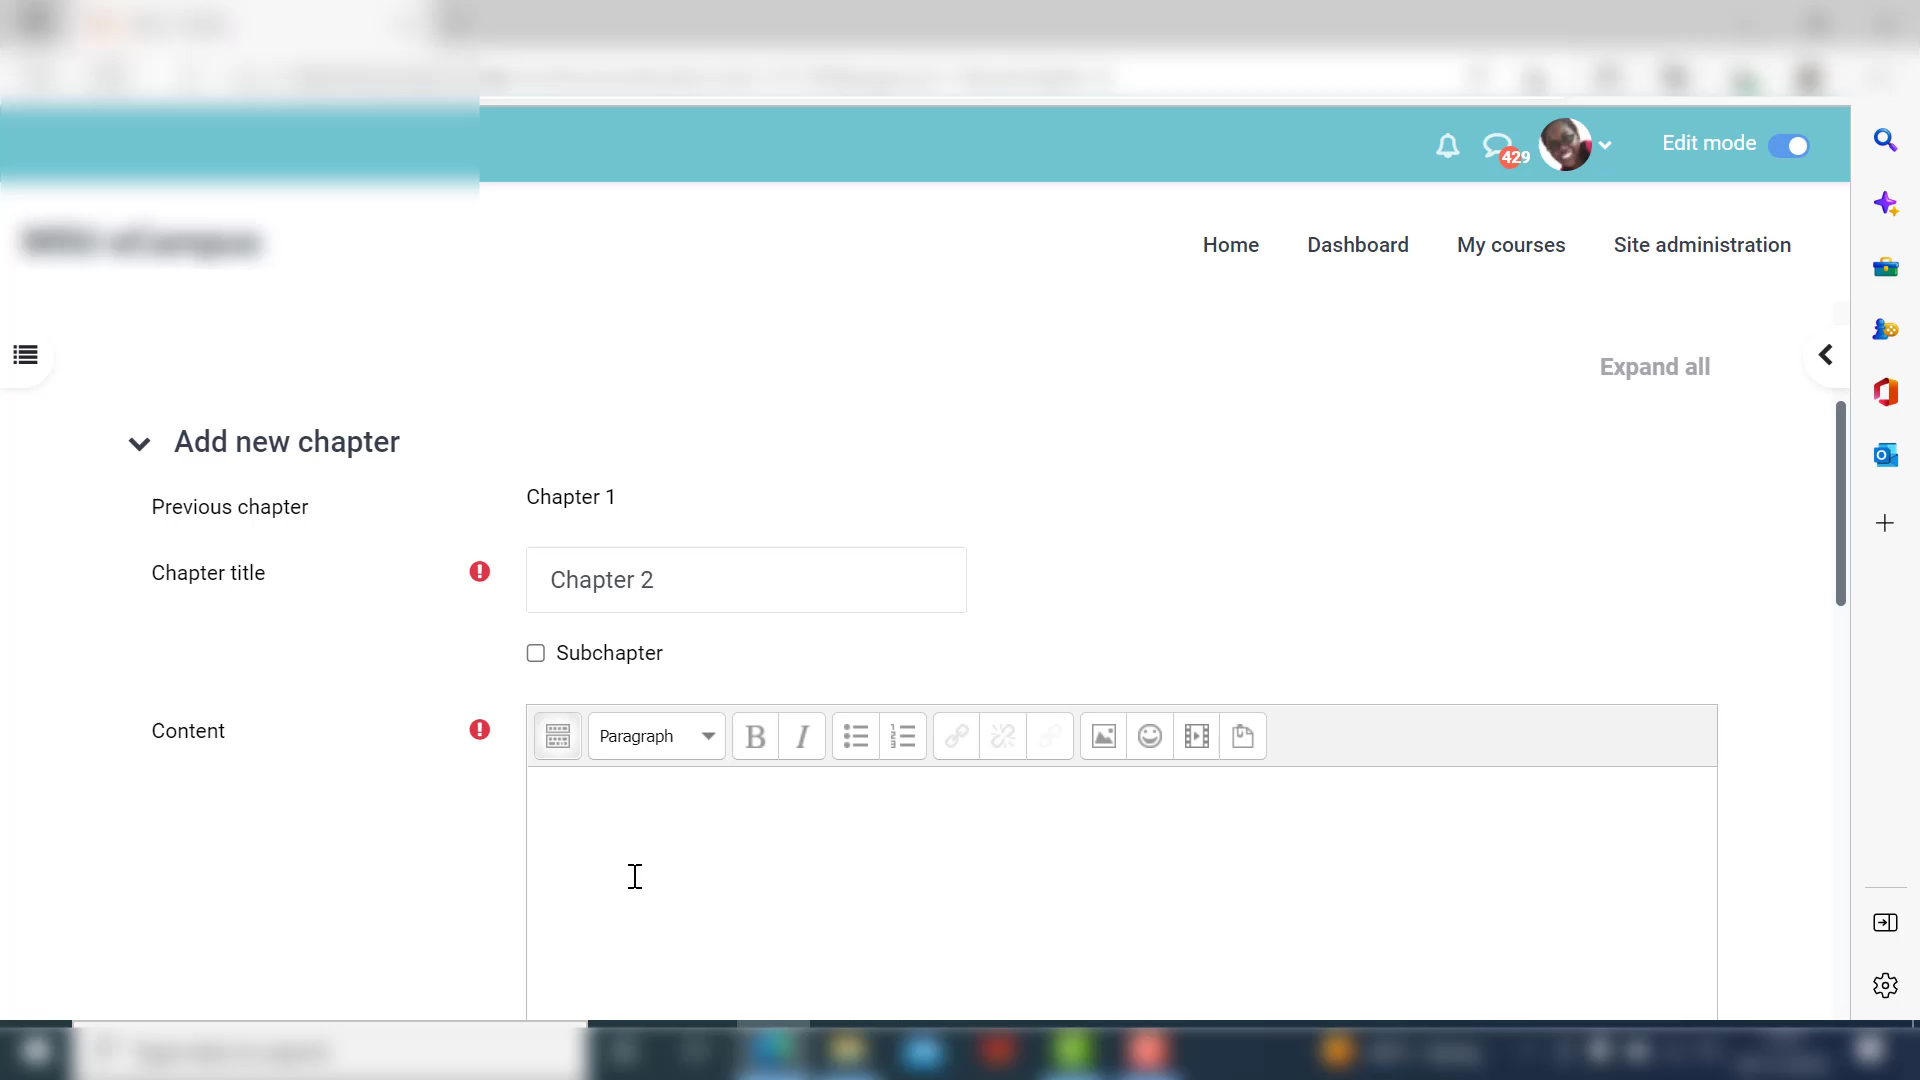 429
Edit mode
Home Dashboard My courses Site administration
Expand all
Add new chapter
Previous chapter Chapter 1
Chapter title Chapter 2
Subchapter
Content Paragraph B I